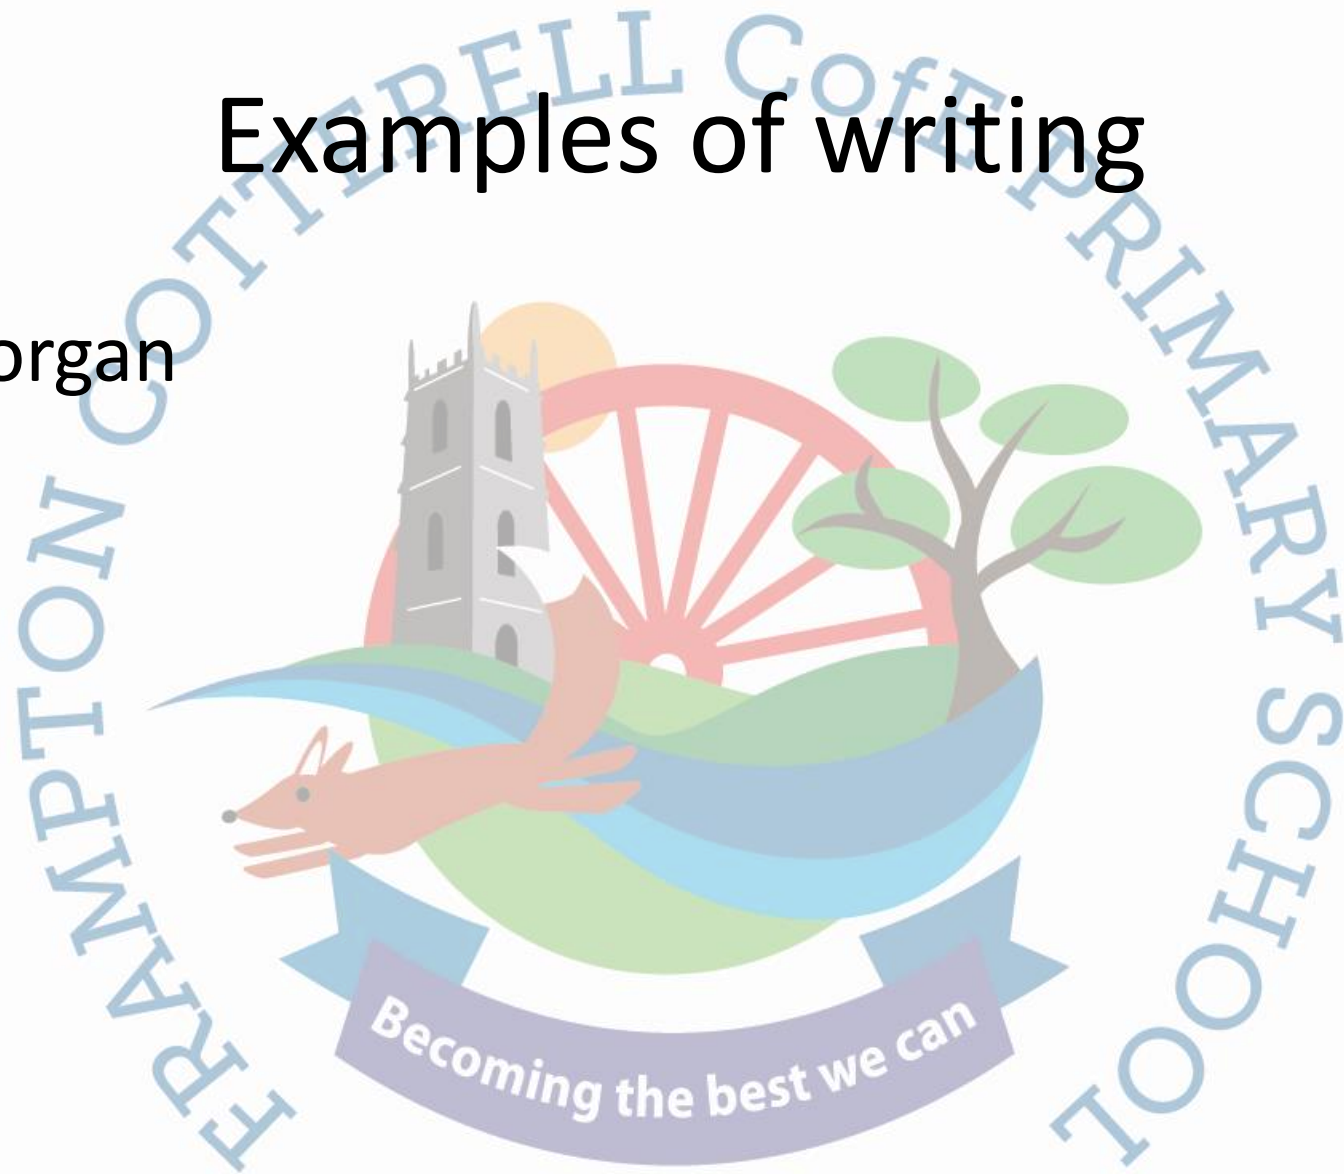 FRAMPTON COTTERELL CofE PRIMARY SCHOOL
Examples of writing
organ
Becoming the best we can